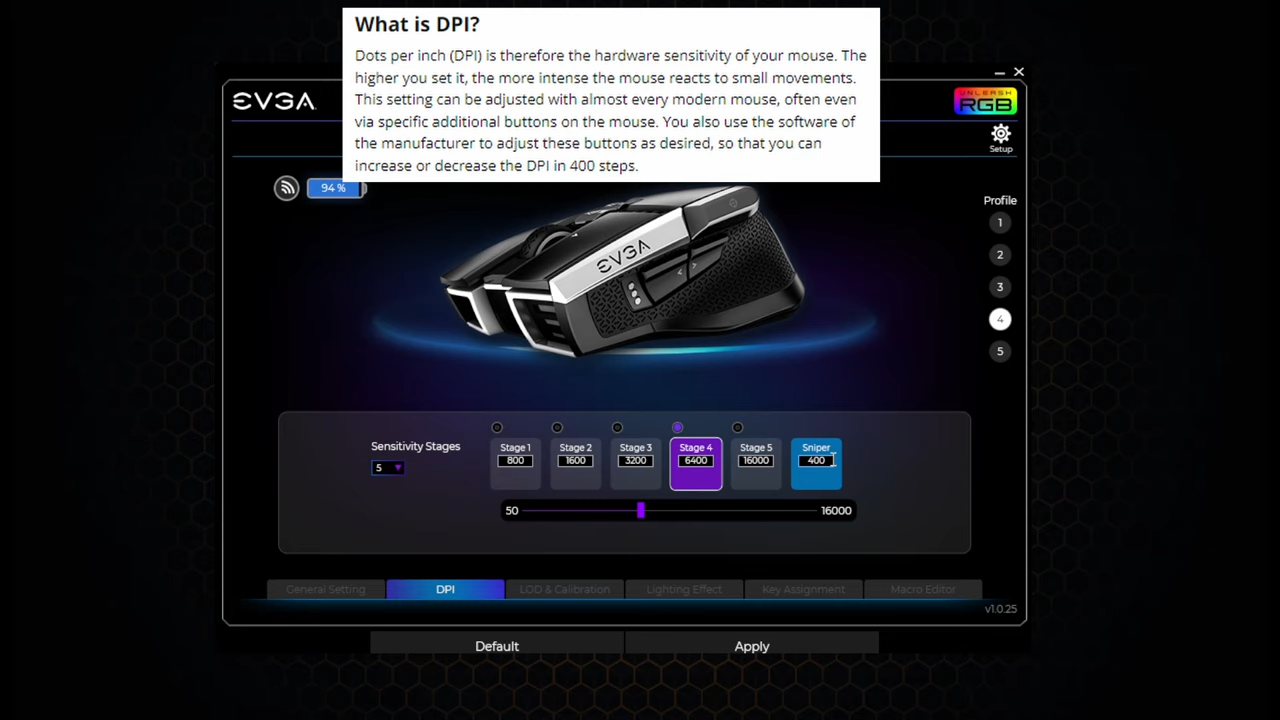 What is DPI?
Dots per inch (DPI) is therefore the hardware sensitivity of your mouse. The
higher you set it, the more intense the mouse reacts to small movements.
This setting can be adjusted with almost every modern mouse, often even
via specific additional buttons on the mouse. You also use the software of
the manufacturer to adjust these buttons as desired, so that you can
increase or decrease the DPI in 400 steps.
EVGA.
UNLEASH
RGB
Setup
94 %
Profile
1
2
3
4
5
EVGA
Sensitivity Stages
5
Stage 1
800
Stage 2
1600
Stage 3
3200
Stage 4
6400
Stage 5
16000
Sniper
400
50
16000
General Setting
DPI
LOD & Calibration
Lighting Effect
Key Assignment
Macro Editor
v1.0.25
Default
Apply